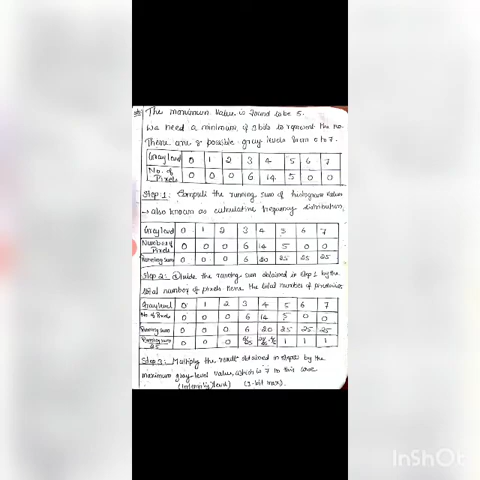 The maximum value is found to be 5.
We need a minimum of 3 bits to represent the no.
There are 8 possible gray levels from 0 to 7.
Gray level 0 1 2 3 4 5 6 7
No. of Pixels 0 0 0 6 14 5 0 0
Step: 1: Compute the running sum of histogram values
→ also known as cumulative frequency distribution.
Gray level 0 1 2 3 4 5 6 7
Number of Pixels 0 0 0 6 14 5 0 0
Running sum 0 0 0 6 20 25 25 25
Step 2: Divide the running sum obtained in step 1 by the
total number of pixels. Here the total number of pixels is
Gray level 0 1 2 3 4 5 6 7
No. of Pixels 0 0 0 6 14 5 0 0
Running sum 0 0 0 6 20 25 25 25
Running sum 25 0 0 0 6/25 1 1 1
Step 3: Multiply the result obtained in step 2 by the
maximum gray-level value, which is 7 in this case
(intensity level) (3-bit max).
InShOt